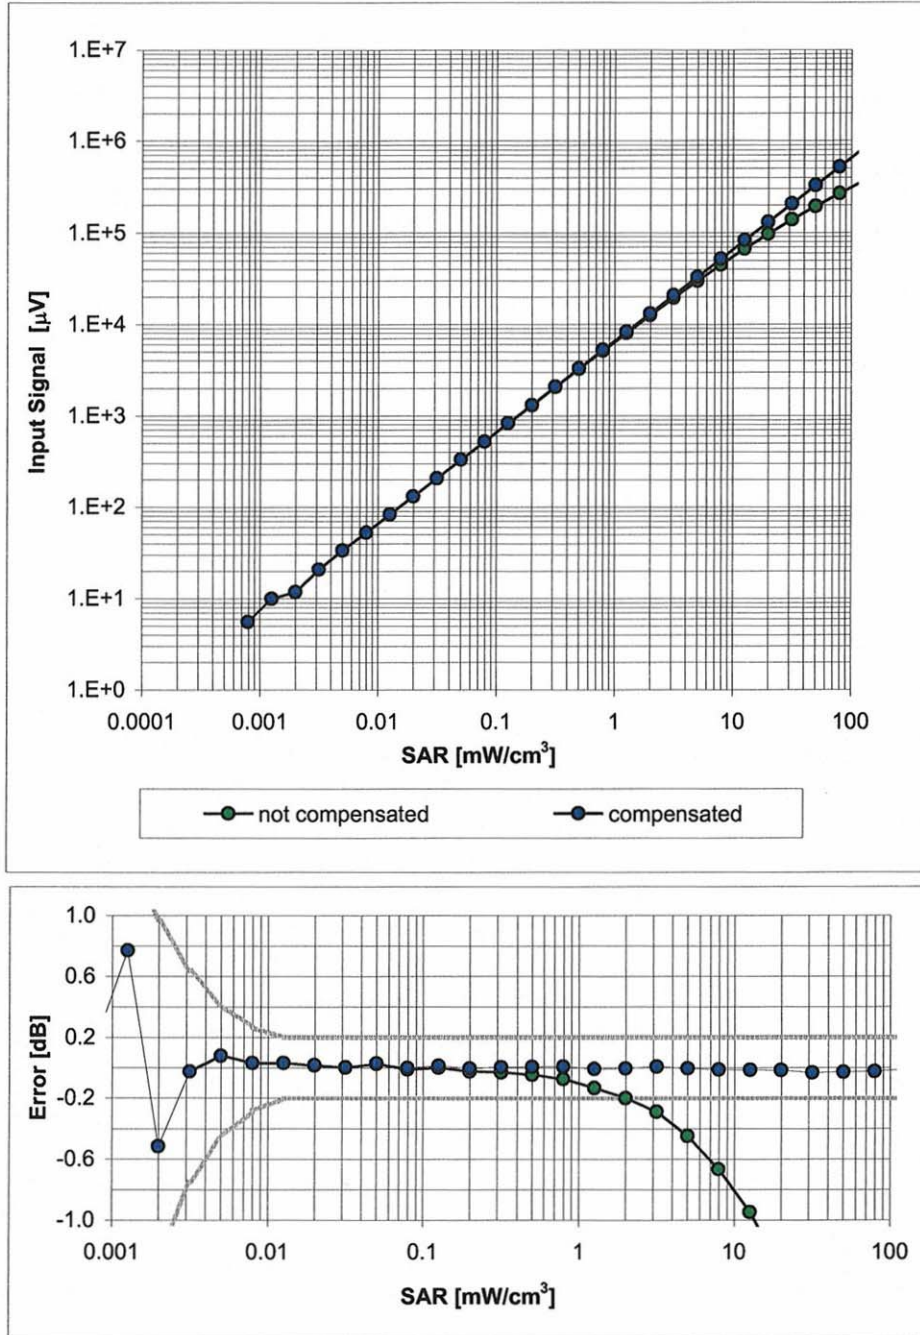 1.E+7
1.E+6
1.E+5
1.E+4
1.E+3
1.E+2
1.E+1
1.E+0
Input Signal [µV]
0.0001 0.001 0.01 0.1 1 10 100
SAR [mW/cm³]
not compensated compensated
1.0
0.6
0.2
-0.2
-0.6
-1.0
Error [dB]
0.001 0.01 0.1 1 10 100
SAR [mW/cm³]